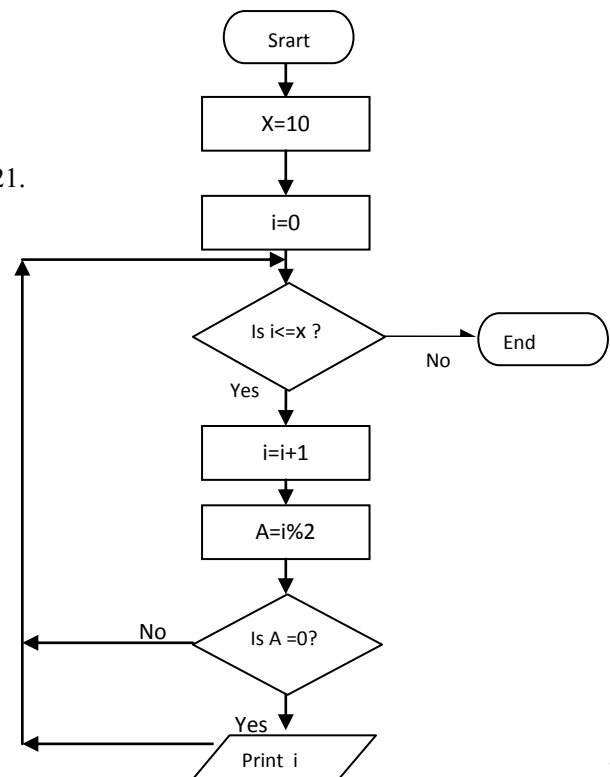 Srart
X=10
21.
i=0
Is i<=x ?
End
No
Yes
i=i+1
A=i%2
No
Is A =0?
Yes
Print i